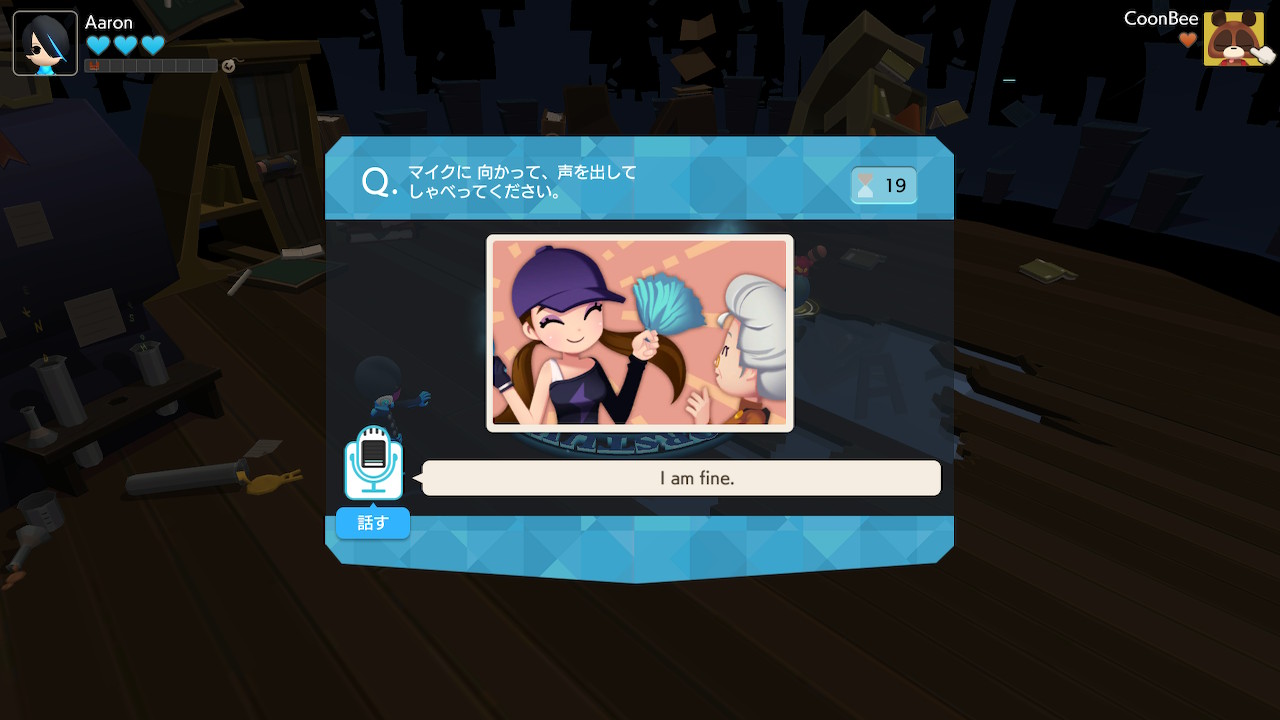 Aaron
CoonBee
Q. マイクに 向かって、声を出して
しゃべってください。
19
I am fine.
話す